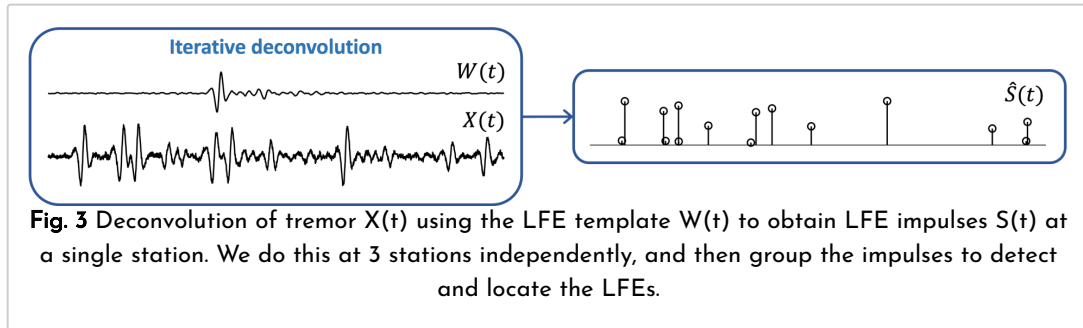 Iterative deconvolution
W(t)
X(t)
Ŝ(t)
Fig. 3 Deconvolution of tremor X(t) using the LFE template W(t) to obtain LFE impulses S(t) at
a single station. We do this at 3 stations independently, and then group the impulses to detect
and locate the LFEs.